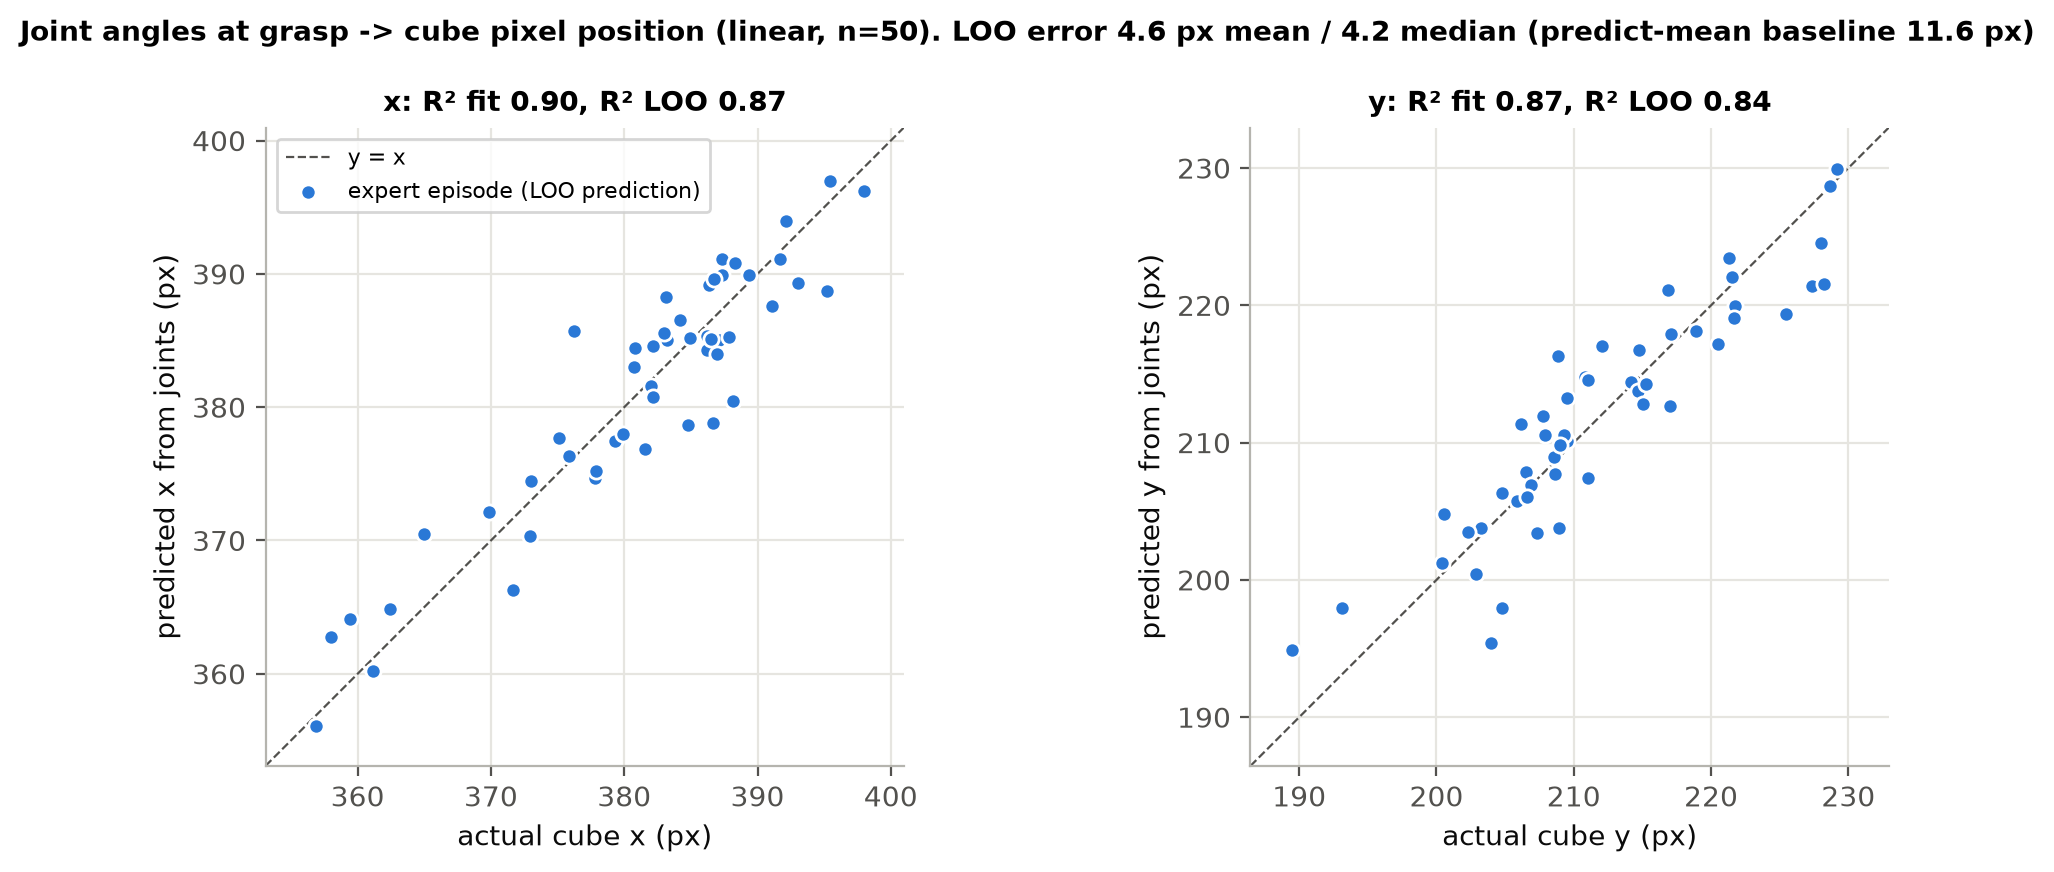 Joint angles at grasp -> cube pixel position (linear, n=50). LOO error 4.6 px mean / 4.2 median (predict-mean baseline 11.6 px)
x: R² fit 0.90, R² LOO 0.87
y = x
expert episode (LOO prediction)
predicted x from joints (px)
400
390
380
370
360
360 370 380 390 400
actual cube x (px)
y: R² fit 0.87, R² LOO 0.84
predicted y from joints (px)
230
220
210
200
190
190 200 210 220 230
actual cube y (px)